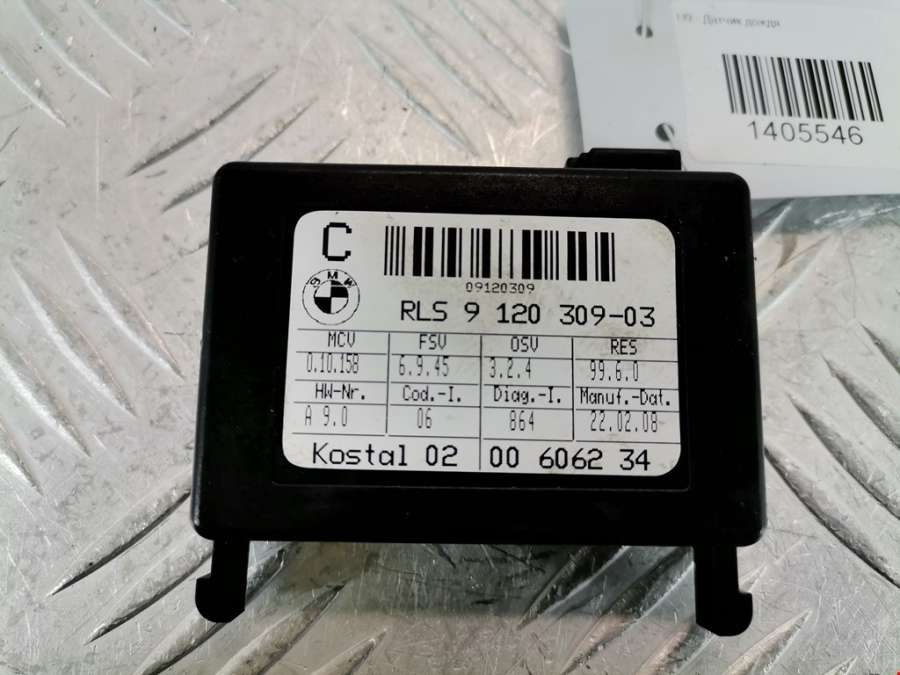 Датчик дождя
1405546
C
09120309
BMW
RLS 9 120 309-03
MCV FSV OSV RES
0.10.158 6.9.45 3.2.4 99.6.0
HW-Nr. Cod.-I. Diag.-I. Manuf.-Dat.
A 9.0 06 864 22.02.08
Kostal 02 00 6062 34